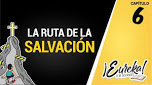 CAPÍTULO
6
LA RUTA DE LA
SALVACIÓN
¡Eureka!